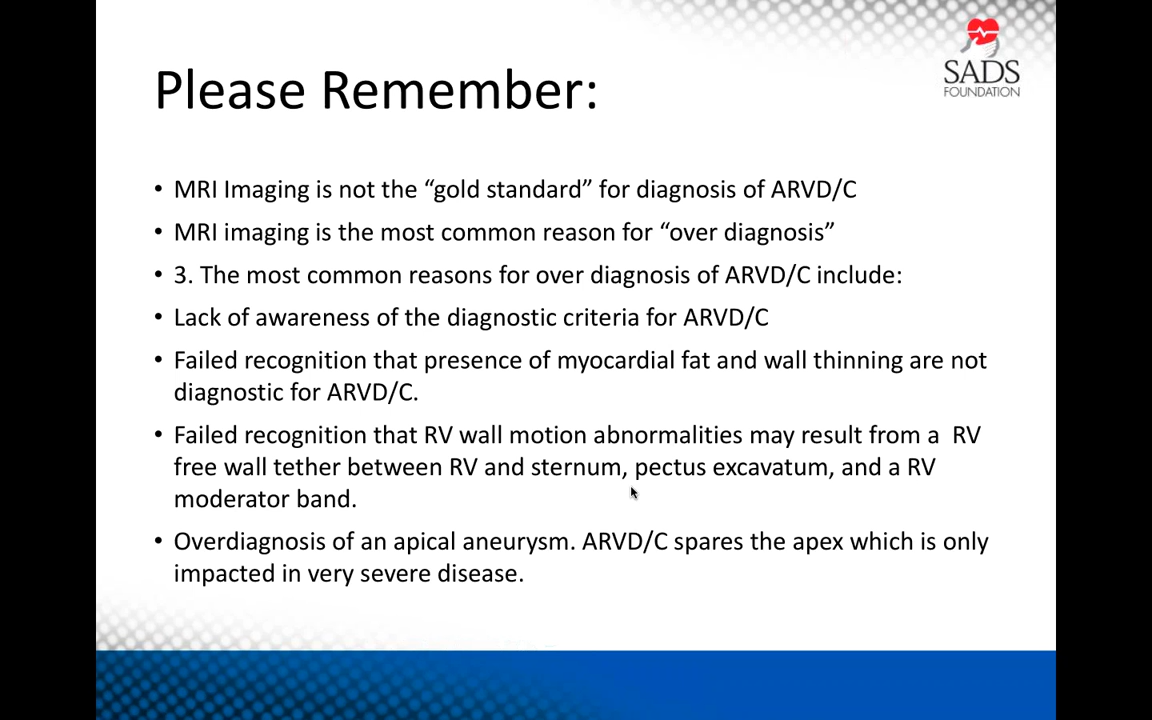 SADS
FOUNDATION
Please Remember:
• MRI Imaging is not the “gold standard” for diagnosis of ARVD/C
• MRI imaging is the most common reason for “over diagnosis”
• 3. The most common reasons for over diagnosis of ARVD/C include:
• Lack of awareness of the diagnostic criteria for ARVD/C
• Failed recognition that presence of myocardial fat and wall thinning are not
diagnostic for ARVD/C.
• Failed recognition that RV wall motion abnormalities may result from a  RV
free wall tether between RV and sternum, pectus excavatum, and a RV
moderator band.
• Overdiagnosis of an apical aneurysm. ARVD/C spares the apex which is only
impacted in very severe disease.